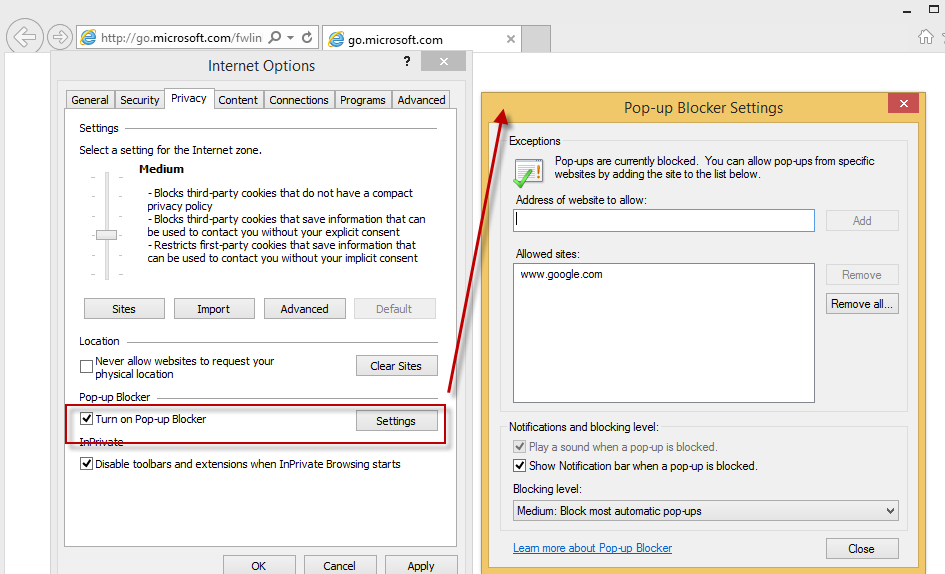 http://go.microsoft.com/fwlin
go.microsoft.com
Internet Options
?
General
Security
Privacy
Content
Connections
Programs
Advanced
Settings
Select a setting for the Internet zone.
Medium
- Blocks third-party cookies that do not have a compact
privacy policy
- Blocks third-party cookies that save information that can
be used to contact you without your explicit consent
- Restricts first-party cookies that save information that
can be used to contact you without your implicit consent
Sites
Import
Advanced
Default
Location
Never allow websites to request your
physical location
Clear Sites
Pop-up Blocker
Turn on Pop-up Blocker
Settings
InPrivate
Disable toolbars and extensions when InPrivate Browsing starts
OK
Cancel
Apply
Pop-up Blocker Settings
Exceptions
Pop-ups are currently blocked. You can allow pop-ups from specific
websites by adding the site to the list below.
Address of website to allow:
Add
Allowed sites:
www.google.com
Remove
Remove all...
Notifications and blocking level:
Play a sound when a pop-up is blocked.
Show Notification bar when a pop-up is blocked.
Blocking level:
Medium: Block most automatic pop-ups
Learn more about Pop-up Blocker
Close